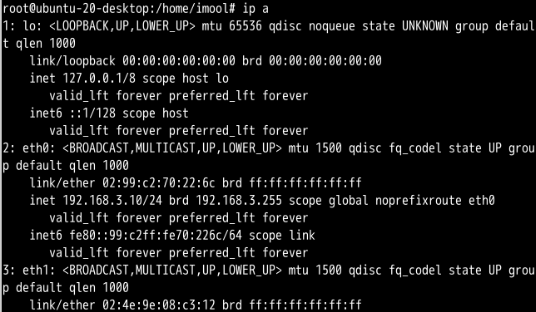 root@ubuntu-20-desktop:/home/imool# ip a
1: lo: <LOOPBACK,UP,LOWER_UP> mtu 65536 qdisc noqueue state UNKNOWN group defaul
t qlen 1000
    link/loopback 00:00:00:00:00:00 brd 00:00:00:00:00:00
    inet 127.0.0.1/8 scope host lo
       valid_lft forever preferred_lft forever
    inet6 ::1/128 scope host
       valid_lft forever preferred_lft forever
2: eth0: <BROADCAST,MULTICAST,UP,LOWER_UP> mtu 1500 qdisc fq_codel state UP grou
p default qlen 1000
    link/ether 02:99:c2:70:22:6c brd ff:ff:ff:ff:ff:ff
    inet 192.168.3.10/24 brd 192.168.3.255 scope global noprefixroute eth0
       valid_lft forever preferred_lft forever
    inet6 fe80::99:c2ff:fe70:226c/64 scope link
       valid_lft forever preferred_lft forever
3: eth1: <BROADCAST,MULTICAST,UP,LOWER_UP> mtu 1500 qdisc fq_codel state UP grou
p default qlen 1000
    link/ether 02:4e:9e:08:c3:12 brd ff:ff:ff:ff:ff:ff